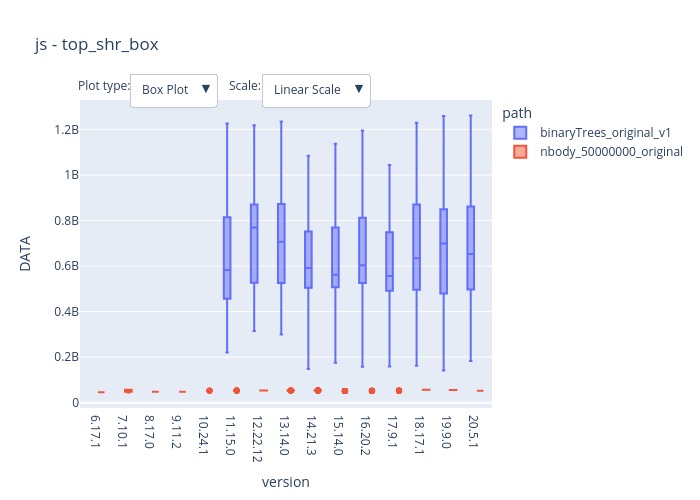 js - top_shr_box
Plot type:
Box Plot
▼
Scale:
Linear Scale
▼
path
binaryTrees_original_v1
nbody_50000000_original
1.2B
1B
0.8B
0.6B
0.4B
0.2B
0
DATA
6.17.1
7.10.1
8.17.0
9.11.2
10.24.1
11.15.0
12.22.12
13.14.0
14.21.3
15.14.0
16.20.2
17.9.1
18.17.1
19.9.0
20.5.1
version